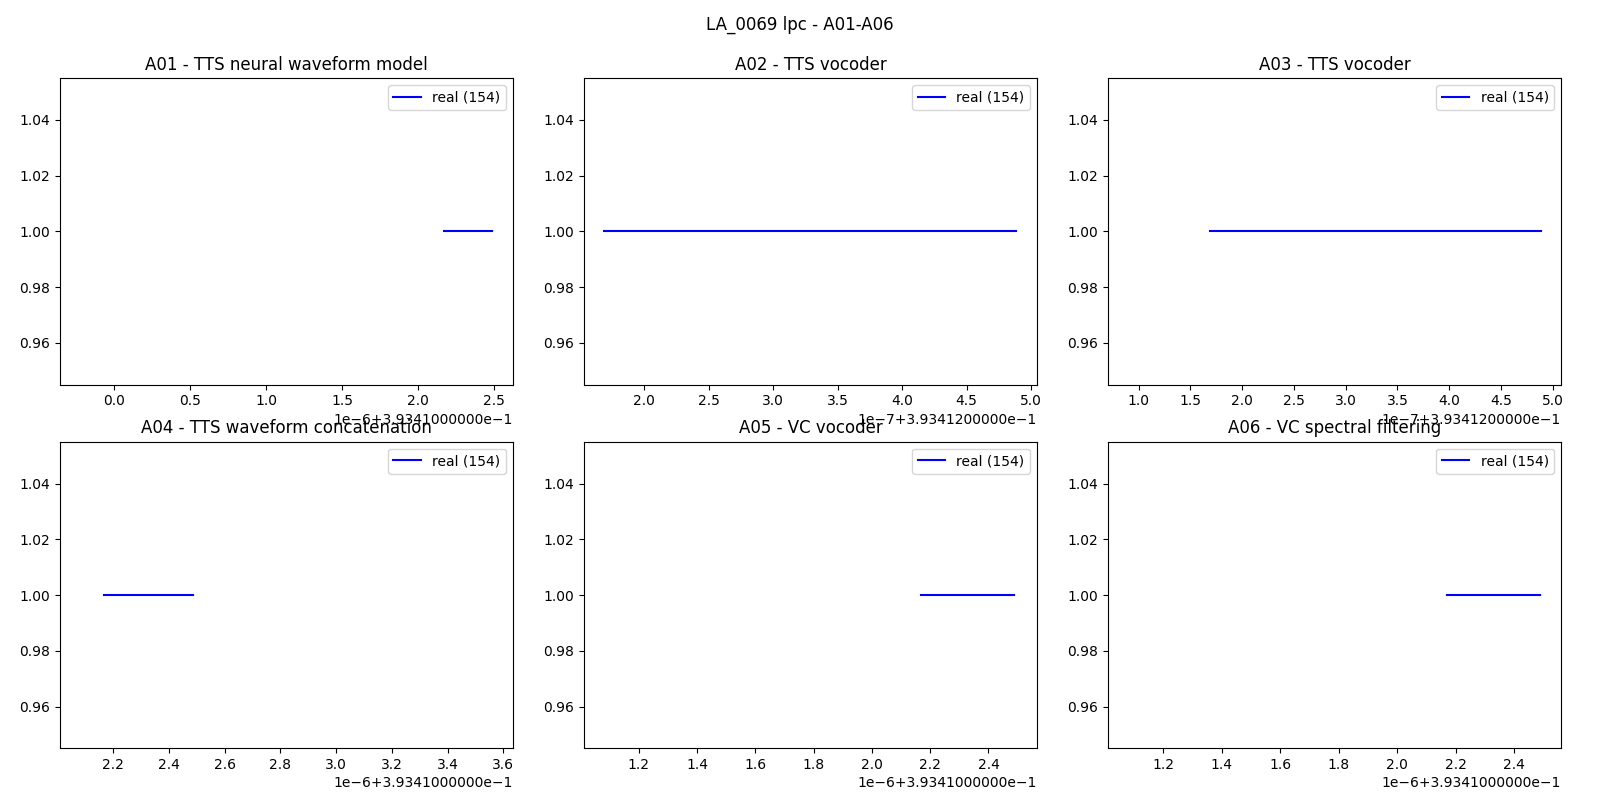 LA_0069 lpc - A01-A06
A01 - TTS neural waveform model
A02 - TTS vocoder
A03 - TTS vocoder
real (154)
real (154)
real (154)
1.04
1.02
1.00
0.98
0.96
1.04
1.02
1.00
0.98
0.96
1.04
1.02
1.00
0.98
0.96
0.0 0.5 1.0 1.5 2.0 2.5
2.0 2.5 3.0 3.5 4.0 4.5 5.0
1.0 1.5 2.0 2.5 3.0 3.5 4.0 4.5 5.0
1e−6+3.9341000000e−1
1e−7+3.9341200000e−1
1e−7+3.9341200000e−1
A04 - TTS waveform concatenation
A05 - VC vocoder
A06 - VC spectral filtering
real (154)
real (154)
real (154)
1.04
1.02
1.00
0.98
0.96
1.04
1.02
1.00
0.98
0.96
1.04
1.02
1.00
0.98
0.96
2.2 2.4 2.6 2.8 3.0 3.2 3.4 3.6
1.2 1.4 1.6 1.8 2.0 2.2 2.4
1.2 1.4 1.6 1.8 2.0 2.2 2.4
1e−6+3.9341000000e−1
1e−6+3.9341000000e−1
1e−6+3.9341000000e−1